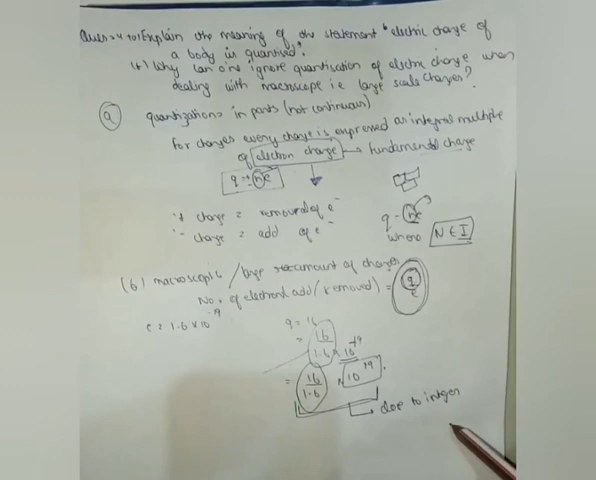 Ques=4 (a) Explain the meaning of the statement "electric charge of
a body is quantised".
(b) Why can one ignore quantisation of electric charge when
dealing with macroscopic i.e large scale charges?
(a) quantization = in parts (not continuous)
For charges every charge is expressed as integral multiple
of electron charge → fundamental charge
q = ± ne
+ charge = removal of e⁻
q = ne
- charge = add of e⁻
where N ∈ I
(b) macroscopic / large amount of charges
No. of electrons add/removed) = q/e
e = 1.6 × 10⁻¹⁹
q = 1C
16 / 1.6 × 10⁻¹⁹
= 16/1.6 × 10¹⁹.
close to integer